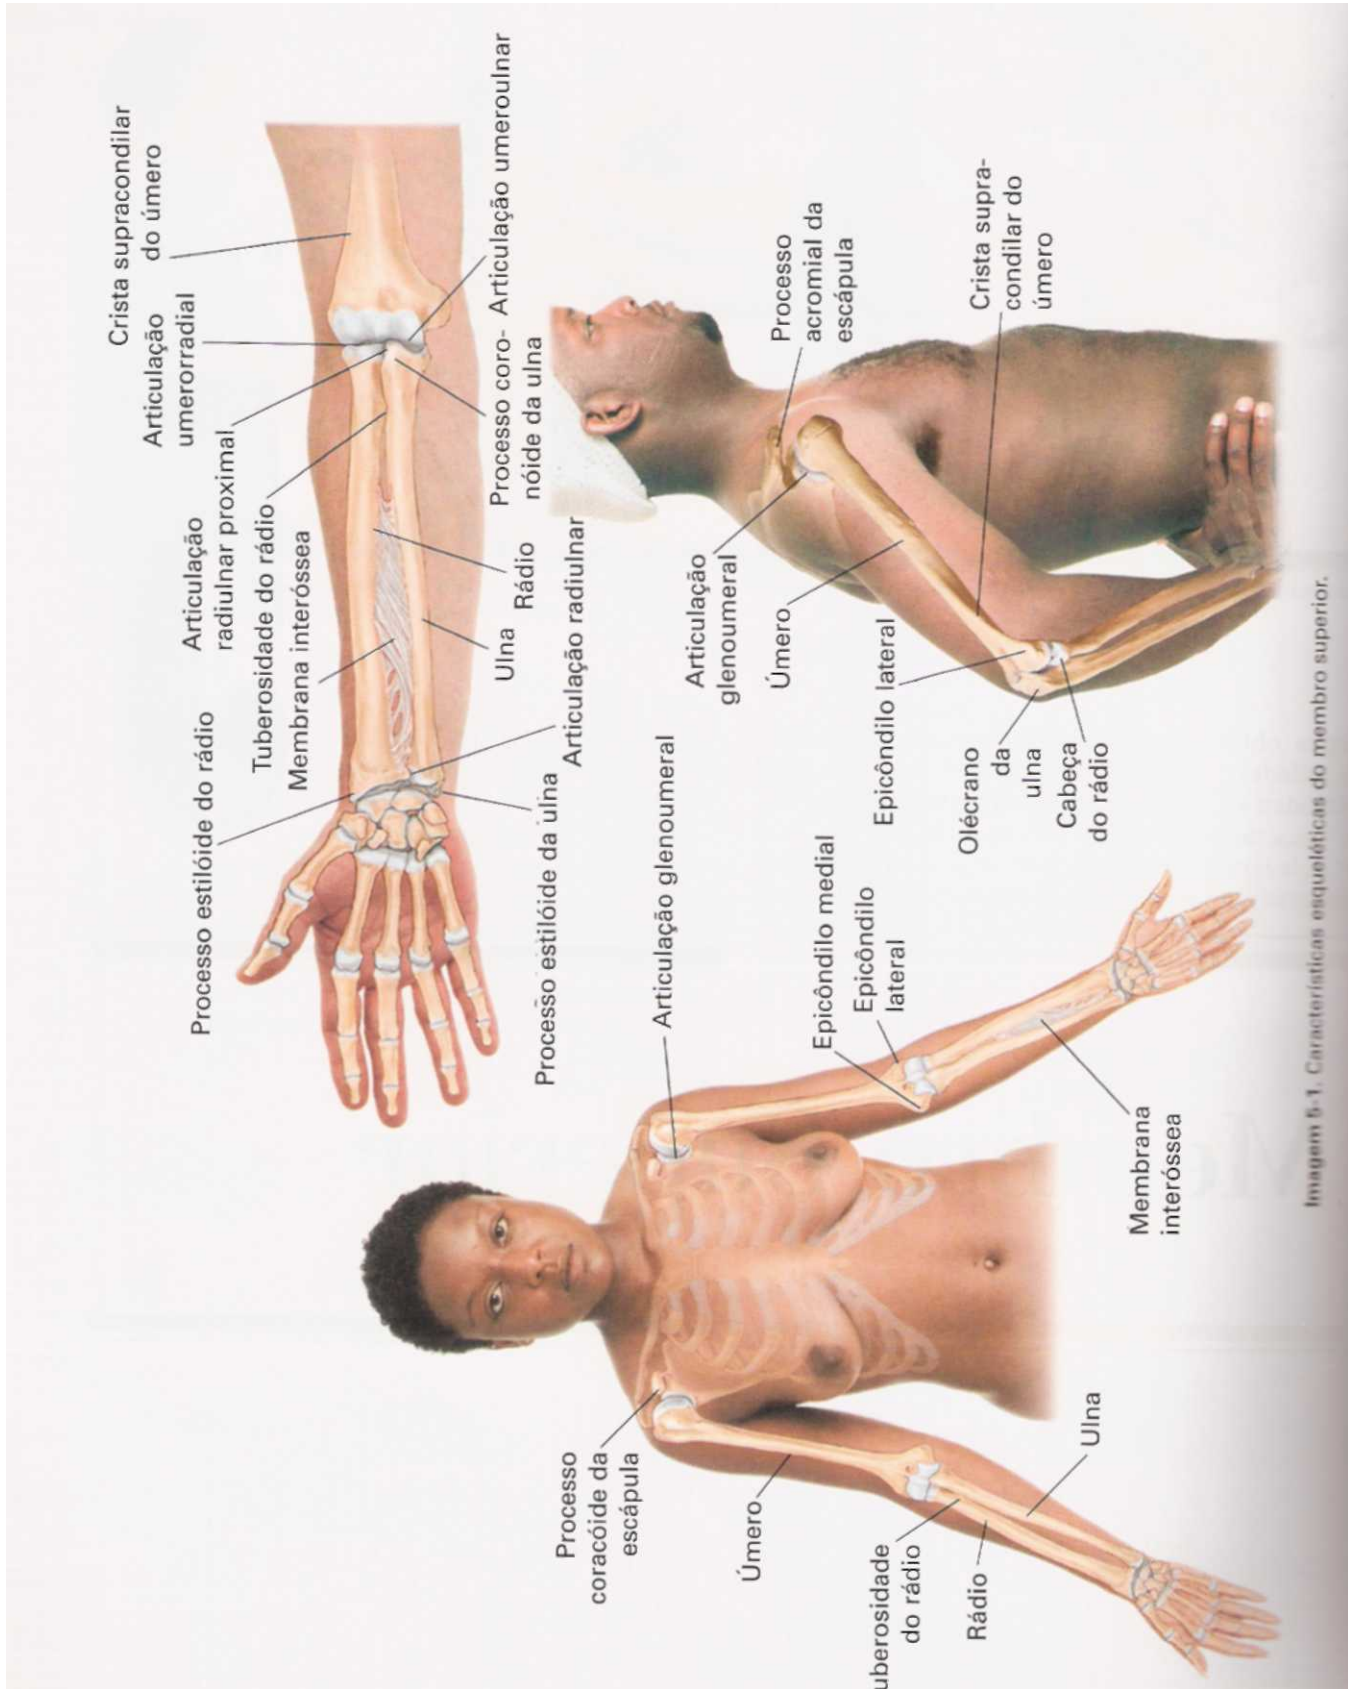 Processo estilóide do rádio
Articulação
radiulnar proximal
Tuberosidade do rádio
Membrana interóssea
Articulação
umerorradial
Crista supracondilar
do úmero
Processo estilóide da ulna
Articulação radiulnar
Ulna
Rádio
Processo coro-
nóide da ulna
Articulação umeroulnar
Processo
coracóide da
escápula
Úmero
uberosidade
do rádio
Rádio
Ulna
Articulação glenoumeral
Epicôndilo medial
Epicôndilo
lateral
Membrana
interóssea
Articulação
glenoumeral
Úmero
Epicôndilo lateral
Olécrano
da
ulna
Cabeça
do rádio
Processo
acromial da
escápula
Crista supra-
condilar do
úmero
Imagem 5-1. Características esqueléticas do membro superior.